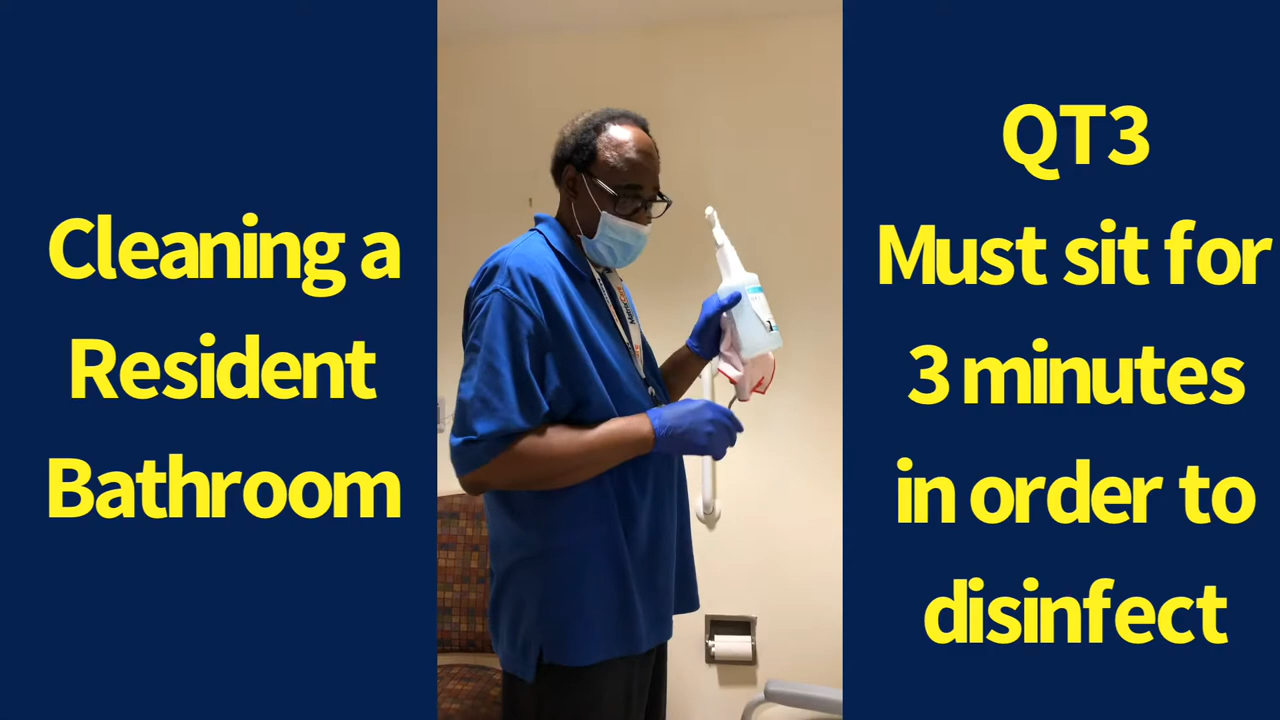 Cleaning a
Resident
Bathroom
QT3
Must sit for
3 minutes
in order to
disinfect